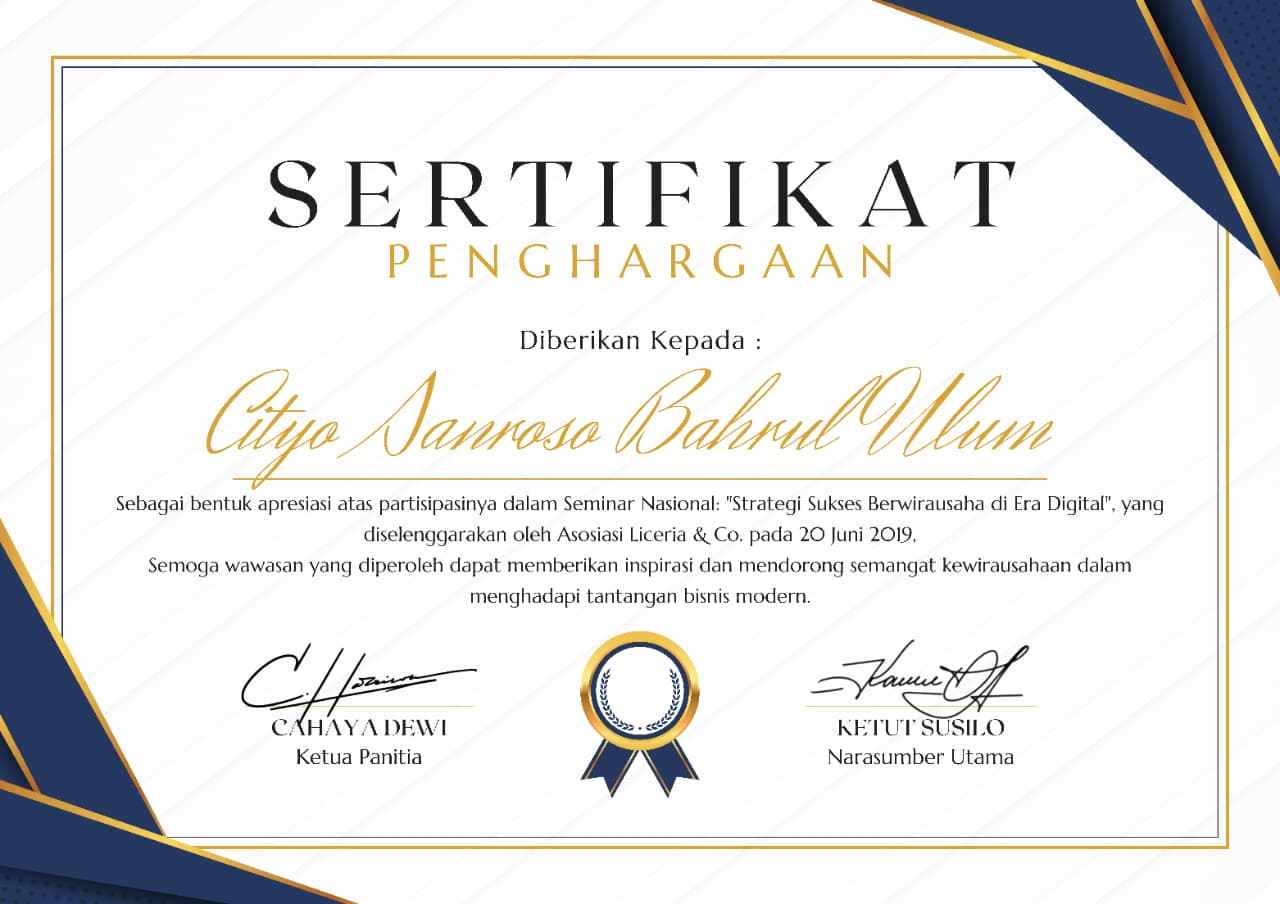 SERTIFIKAT
PENGHARGAAN
Diberikan Kepada :
Cityo Sanroso Bahrul Ulum
Sebagai bentuk apresiasi atas partisipasinya dalam Seminar Nasional: "Strategi Sukses Berwirausaha di Era Digital", yang
diselenggarakan oleh Asosiasi Liceria & Co. pada 20 Juni 2019,
Semoga wawasan yang diperoleh dapat memberikan inspirasi dan mendorong semangat kewirausahaan dalam
menghadapi tantangan bisnis modern.
CAHAYA DEWI
Ketua Panitia
KETUT SUSILO
Narasumber Utama